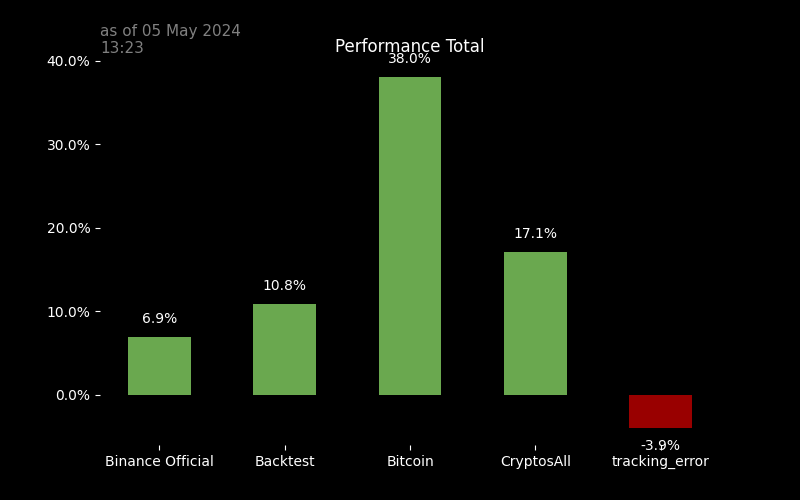 as of 05 May 2024
13:23
Performance Total
40.0%
30.0%
20.0%
10.0%
0.0%
6.9%
10.8%
38.0%
17.1%
-3.9%
Binance Official
Backtest
Bitcoin
CryptosAll
tracking_error